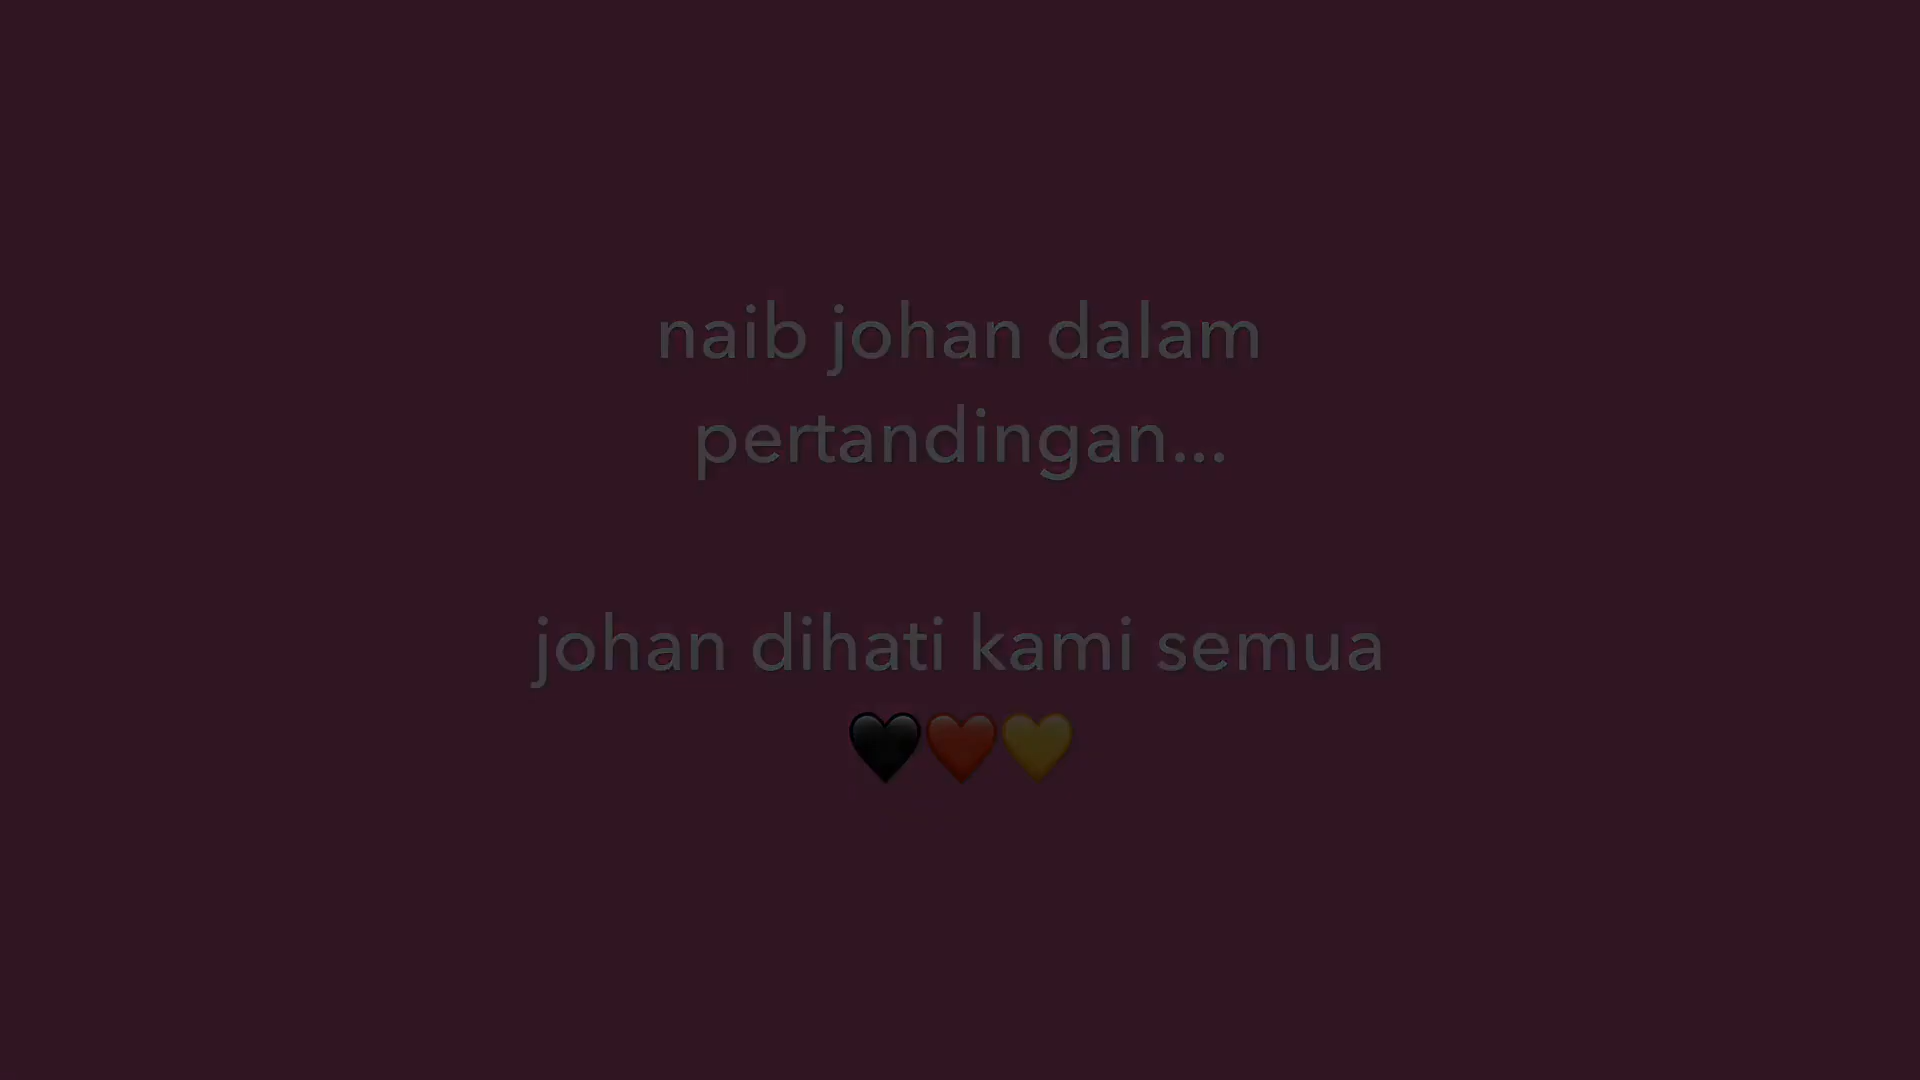 naib johan dalam
pertandingan...
johan dihati kami semua
🖤❤️💛